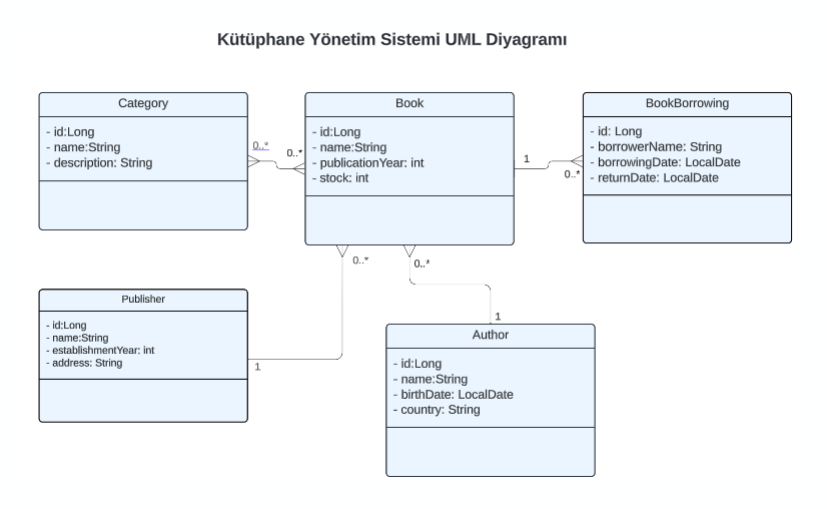 Kütüphane Yönetim Sistemi UML Diyagramı
Category
- id:Long
- name:String
- description: String
0..*
0..*
Book
- id:Long
- name:String
- publicationYear: int
- stock: int
1
0..*
BookBorrowing
- id: Long
- borrowerName: String
- borrowingDate: LocalDate
- returnDate: LocalDate
0..*
0..*
Publisher
- id:Long
- name:String
- establishmentYear: int
- address: String
1
1
Author
- id:Long
- name:String
- birthDate: LocalDate
- country: String